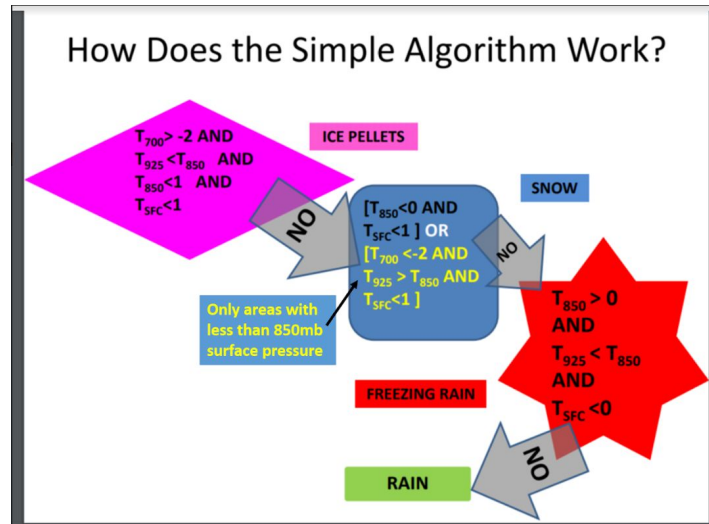 How Does the Simple Algorithm Work?
T700> -2 AND
T925 <T850 AND
T850<1 AND
TSFC<1
ICE PELLETS
NO
[T850<0 AND
TSFC<1 ] OR
[T700 <-2 AND
T925 > T850 AND
TSFC<1 ]
SNOW
NO
Only areas with
less than 850mb
surface pressure
T850 > 0
AND
T925 < T850
AND
TSFC <0
FREEZING RAIN
NO
RAIN